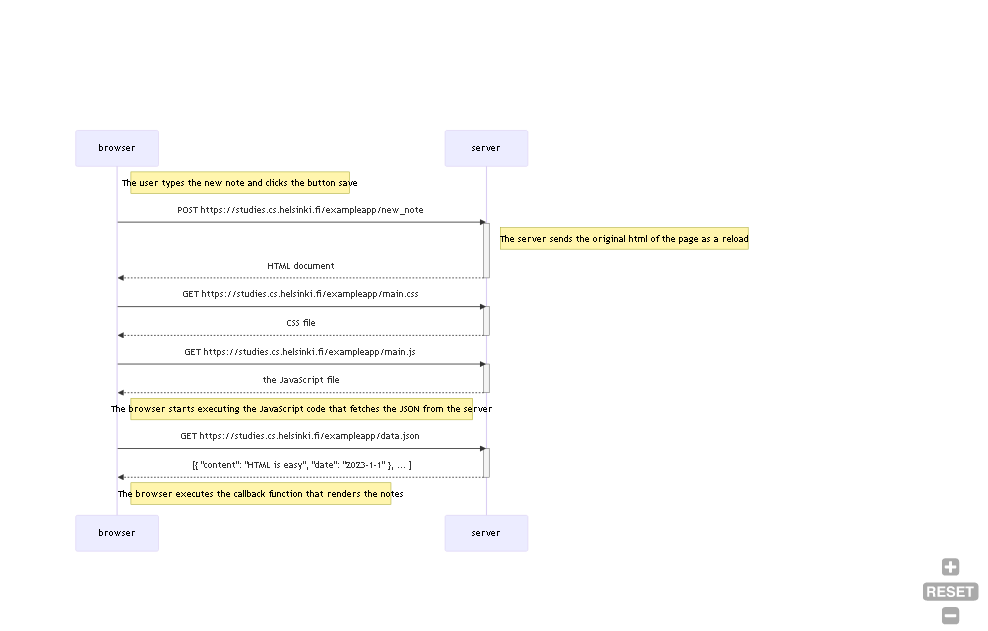 browser
server
The user types the new note and clicks the button save
POST https://studies.cs.helsinki.fi/exampleapp/new_note
The server sends the original html of the page as a reload
HTML document
GET https://studies.cs.helsinki.fi/exampleapp/main.css
CSS file
GET https://studies.cs.helsinki.fi/exampleapp/main.js
the JavaScript file
The browser starts executing the JavaScript code that fetches the JSON from the server
GET https://studies.cs.helsinki.fi/exampleapp/data.json
[{ "content": "HTML is easy", "date": "2023-1-1" }, ... ]
The browser executes the callback function that renders the notes
browser
server
RESET